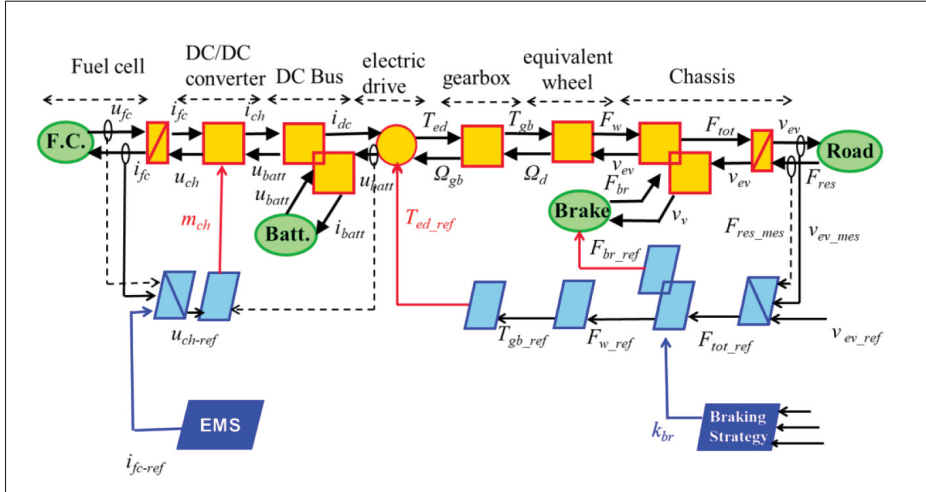 Fuel cell
DC/DC
converter
DC Bus
electric
drive
gearbox
equivalent
wheel
Chassis
u_fc
i_fc
i_ch
i_dc
T_ed
T_gb
F_w
F_tot
v_ev
F.C.
Road
i_fc
u_ch
u_batt
u_batt
Ω_gb
Ω_d
v_ev
v_ev
F_res
u_batt
i_batt
Batt.
F_br
Brake
v_v
m_ch
T_ed_ref
F_br_ref
F_res_mes
v_ev_mes
u_ch-ref
T_gb_ref
F_w_ref
F_tot_ref
v_ev_ref
EMS
k_br
Braking
Strategy
i_fc-ref